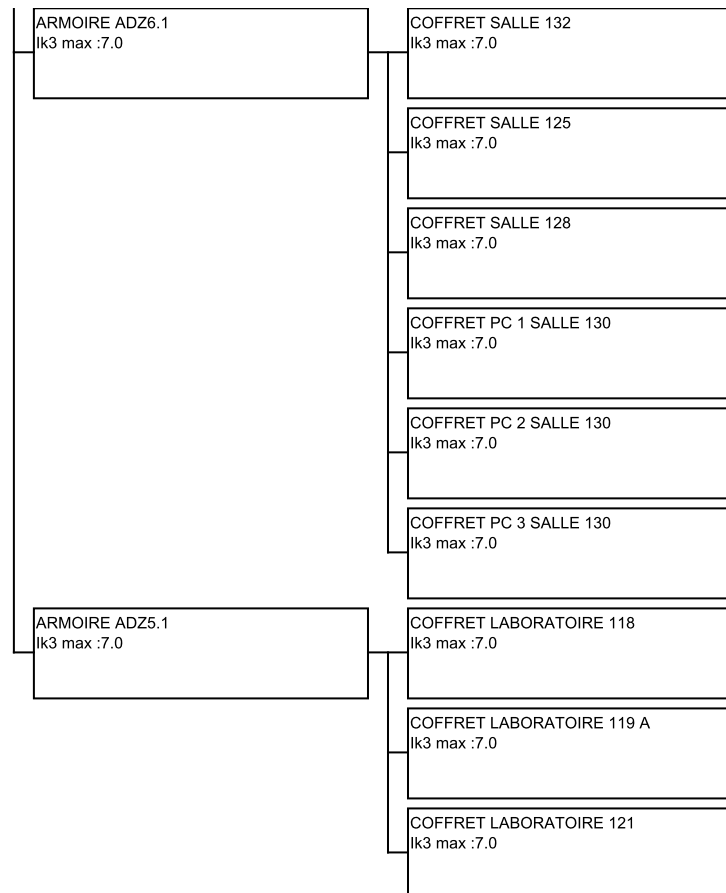 ARMOIRE ADZ6.1
Ik3 max :7.0
COFFRET SALLE 132
Ik3 max :7.0
COFFRET SALLE 125
Ik3 max :7.0
COFFRET SALLE 128
Ik3 max :7.0
COFFRET PC 1 SALLE 130
Ik3 max :7.0
COFFRET PC 2 SALLE 130
Ik3 max :7.0
COFFRET PC 3 SALLE 130
Ik3 max :7.0
ARMOIRE ADZ5.1
Ik3 max :7.0
COFFRET LABORATOIRE 118
Ik3 max :7.0
COFFRET LABORATOIRE 119 A
Ik3 max :7.0
COFFRET LABORATOIRE 121
Ik3 max :7.0